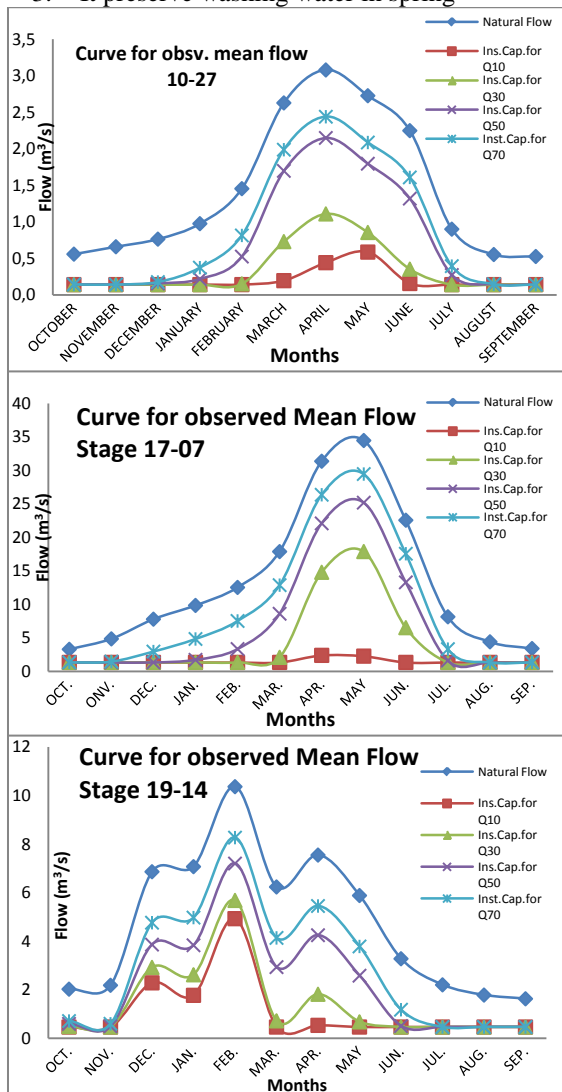 3. It preserve washing water in spring
Curve for obsv. mean flow
10-27
Natural Flow
Ins.Cap.for
Q10
Ins.Cap.for
Q30
Ins.Cap.for
Q50
Inst.Cap.for
Q70
Flow (m³/s)
3,5
3,0
2,5
2,0
1,5
1,0
0,5
0,0
OCTOBER
NOVEMBER
DECEMBER
JANUARY
FEBRUARY
MARCH
APRIL
MAY
JUNE
JULY
AUGUST
SEPTEMBER
Months
Curve for observed Mean Flow
Stage 17-07
Natural Flow
Ins.Cap.for
Q10
Ins.Cap.for
Q30
Ins.Cap.for
Q50
Inst.Cap.for
Q70
Flow (m³/s)
40
35
30
25
20
15
10
5
0
OCT.
ONV.
DEC.
JAN.
FEB.
MAR.
APR.
MAY
JUN.
JUL.
AUG.
SEP.
Months
Curve for observed Mean Flow
Stage 19-14
Natural Flow
Ins.Cap.for
Q10
Ins.Cap.for
Q30
Ins.Cap.for
Q50
Inst.Cap.for
Q70
Flow (m³/s)
12
10
8
6
4
2
0
OCT.
NOV.
DEC.
JAN.
FEB.
MAR.
APR.
MAY
JUN.
JUL.
AUG.
SEP.
Months